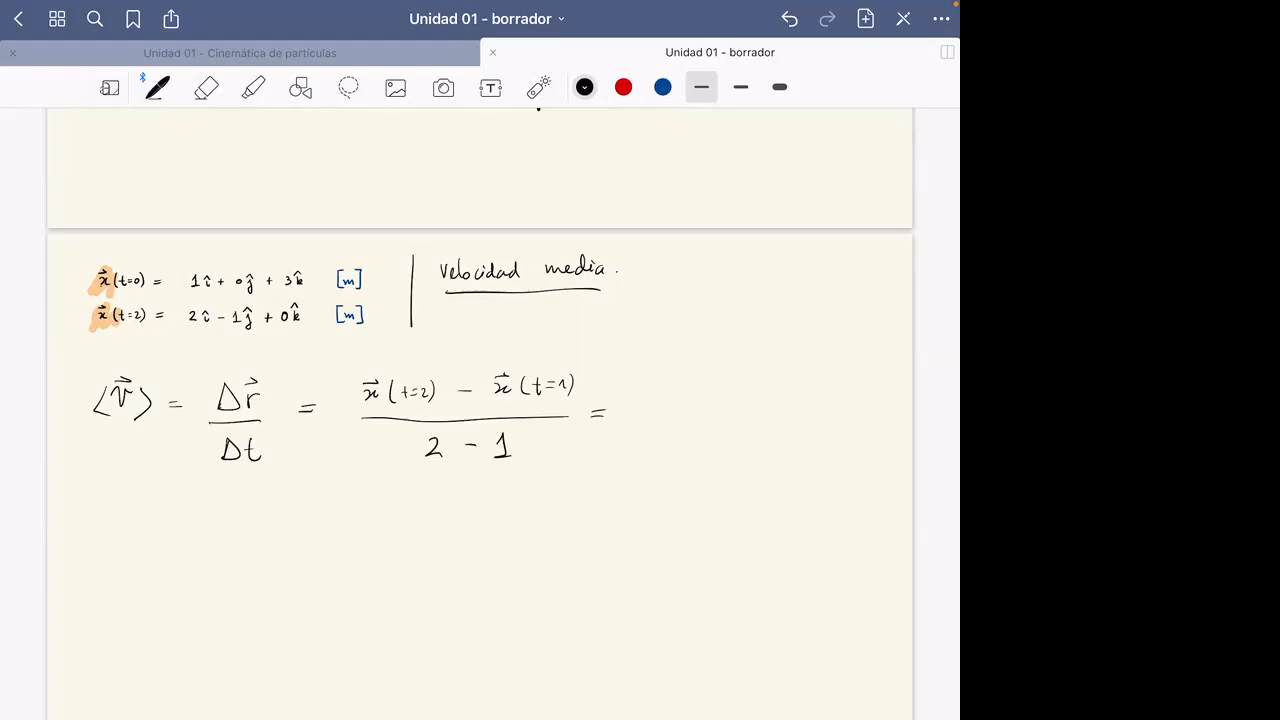 Unidad 01 - borrador
Unidad 01 - Cinemática de partículas
Unidad 01 - borrador
x⃗(t=0) = 1î + 0ĵ + 3k̂ [m]
x⃗(t=2) = 2î - 1ĵ + 0k̂ [m]
Velocidad media.
⟨v⃗⟩ = Δr⃗ / Δt = x⃗(t=2) - x⃗(t=1) / 2 - 1 =